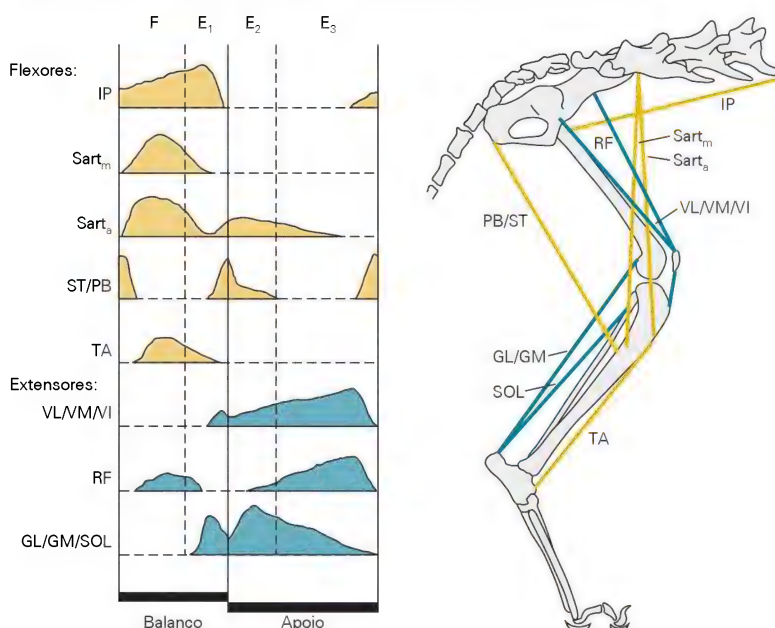 F E₁ E₂ E₃
Flexores:
IP
Sartₘ
Sartₐ
ST/PB
TA
Extensores:
VL/VM/VI
RF
GL/GM/SOL
Balanco Apoio
IP
RF
Sartₘ
Sartₐ
VL/VM/VI
PB/ST
GL/GM
SOL
TA